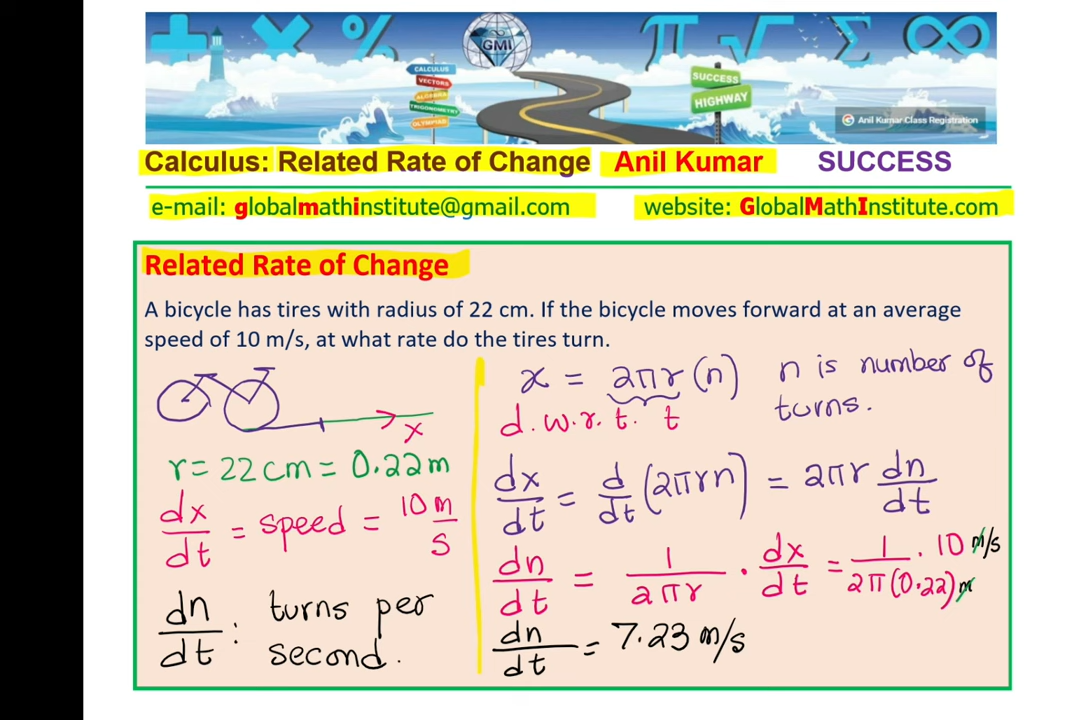 GMI
CALCULUS
VECTORS
ALGEBRA
TRIGONOMETRY
OLYMPIAD
SUCCESS
HIGHWAY
Anil Kumar Class Registration
Calculus: Related Rate of Change Anil Kumar SUCCESS
e-mail: globalmathinstitute@gmail.com website: GlobalMathInstitute.com
Related Rate of Change
A bicycle has tires with radius of 22 cm. If the bicycle moves forward at an average
speed of 10 m/s, at what rate do the tires turn.
x
r = 22 cm = 0.22 m
dx/dt = speed = 10 m/s
dn/dt : turns per
second.
x = 2πr (n) n is number of
turns.
d. w. r. t. t
dx/dt = d/dt (2πrn) = 2πr dn/dt
dn/dt = 1/2πr · dx/dt = 1/2π(0.22)m · 10 m/s
dn/dt = 7.23 m/s